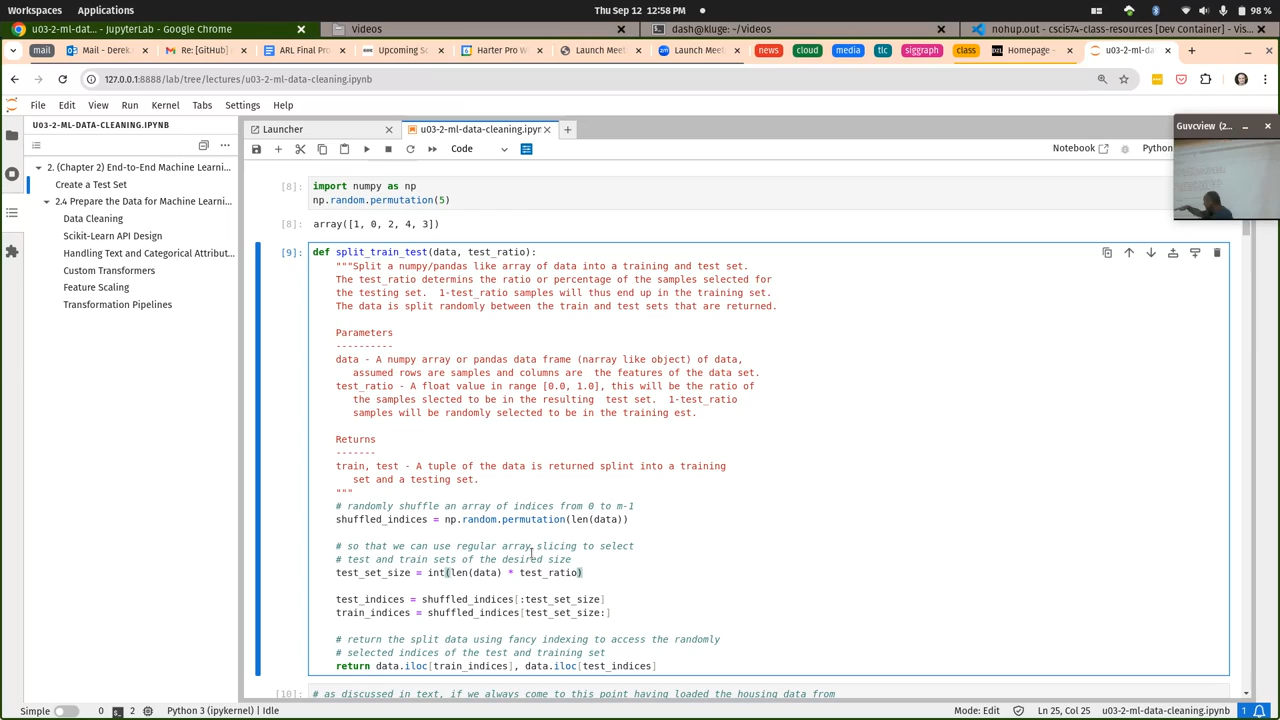 Workspaces Applications Thu Sep 12 12:58 PM 98 %
u03-2-ml-dat... - JupyterLab - Google Chrome Videos dash@kluge:~/Videos nohup.out - csci574-class-resources [Dev Container] - Vis...
mail Mail - Derek Re: [GitHub] ARL Final Pro Upcoming Sc Harter Pro W Launch Meet Launch Meet news cloud media tlc siggraph class Homepage - u03-2-ml-da
127.0.0.1:8888/lab/tree/lectures/u03-2-ml-data-cleaning.ipynb
File Edit View Run Kernel Tabs Settings Help
U03-2-ML-DATA-CLEANING.IPYNB
Launcher u03-2-ml-data-cleaning.ipyn
Guvcview (2...
Code Notebook Python
2. (Chapter 2) End-to-End Machine Learni...
Create a Test Set
2.4 Prepare the Data for Machine Learni...
Data Cleaning
Scikit-Learn API Design
Handling Text and Categorical Attribut...
Custom Transformers
Feature Scaling
Transformation Pipelines
[8]: import numpy as np
np.random.permutation(5)
[8]: array([1, 0, 2, 4, 3])
[9]: def split_train_test(data, test_ratio):
"""Split a numpy/pandas like array of data into a training and test set.
The test_ratio determins the ratio or percentage of the samples selected for
the testing set.  1-test_ratio samples will thus end up in the training set.
The data is split randomly between the train and test sets that are returned.
Parameters
----------
data - A numpy array or pandas data frame (narray like object) of data,
assumed rows are samples and columns are  the features of the data set.
test_ratio - A float value in range [0.0, 1.0], this will be the ratio of
the samples slected to be in the resulting  test set.  1-test_ratio
samples will be randomly selected to be in the training est.
Returns
-------
train, test - A tuple of the data is returned splint into a training
set and a testing set.
"""
# randomly shuffle an array of indices from 0 to m-1
shuffled_indices = np.random.permutation(len(data))
# so that we can use regular array slicing to select
# test and train sets of the desired size
test_set_size = int(len(data) * test_ratio)
test_indices = shuffled_indices[:test_set_size]
train_indices = shuffled_indices[test_set_size:]
# return the split data using fancy indexing to access the randomly
# selected indices of the test and training set
return data.iloc[train_indices], data.iloc[test_indices]
[10]: # as discussed in text, if we always come to this point having loaded the housing data from
Simple 0 2 Python 3 (ipykernel) | Idle Mode: Edit Ln 25, Col 25 u03-2-ml-data-cleaning.ipynb 1